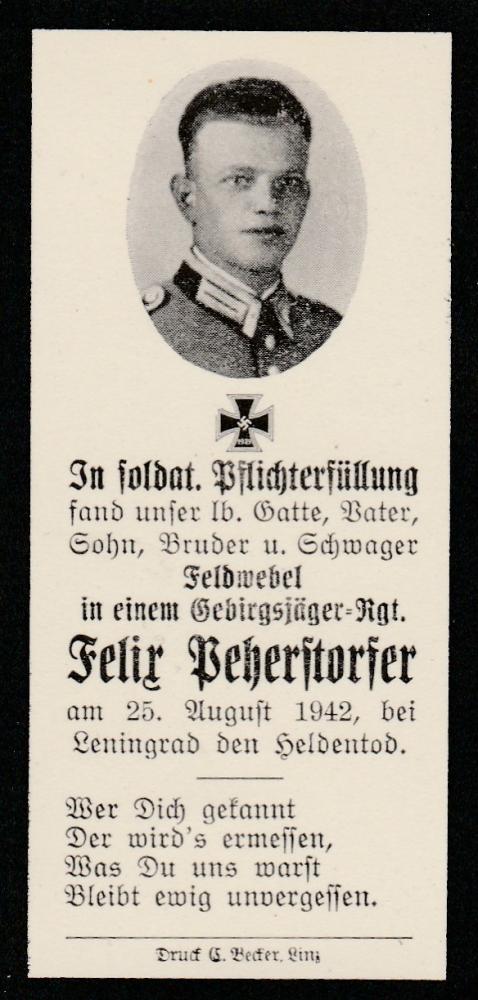 In soldat. Pflichterfüllung
fand unser lb. Gatte, Vater,
Sohn, Bruder u. Schwager
Feldwebel
in einem Gebirgsjäger-Rgt.
Felix Peherstorfer
am 25. August 1942, bei
Leningrad den Heldentod.
Wer Dich gekannt
Der wird's ermessen,
Was Du uns warst
Bleibt ewig unvergessen.
Druck C. Becker, Linz